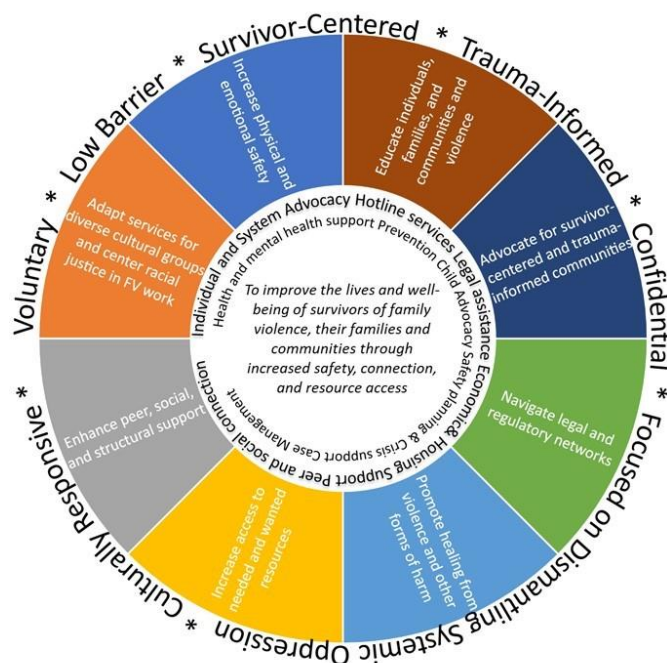 Survivor-Centered * Trauma-Informed * Confidential * Focused on Dismantling Systemic Oppression * Culturally Responsive * Voluntary * Low Barrier *
Increase physical and
emotional safety
Educate indivduals,
families, and
communities and
violence
Advocate for survivor-
centered and trauma-
informed communities
Navigate legal and
regulatory networks
Promote healing from
violence and other
forms of harm
Increase access to
needed and wanted
resources
Enhance peer, social,
and structural support
Adapt services for
diverse cultural groups
and center racial
justice in FV work
Individual and System Advocacy Hotline services Legal assistance Economic& Housing Support Peer and social connection
Health and mental health support Prevention Child Advocacy Safety planning & Crisis support Case Management
To improve the lives and well-
being of survivors of family
violence, their families and
communities through
increased safety, connection,
and resource access